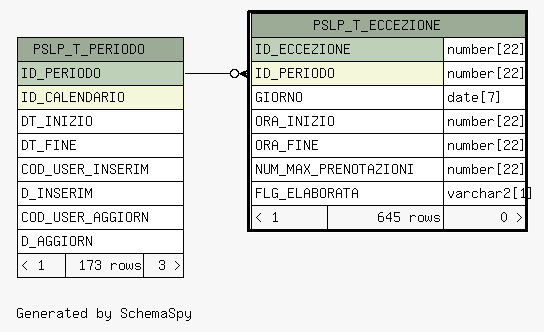 PSLP_T_PERIODO
ID_PERIODO
ID_CALENDARIO
DT_INIZIO
DT_FINE
COD_USER_INSERIM
D_INSERIM
COD_USER_AGGIORN
D_AGGIORN
< 1 173 rows 3 >
PSLP_T_ECCEZIONE
ID_ECCEZIONE number[22]
ID_PERIODO number[22]
GIORNO date[7]
ORA_INIZIO number[22]
ORA_FINE number[22]
NUM_MAX_PRENOTAZIONI number[22]
FLG_ELABORATA varchar2[1]
< 1 645 rows 0 >
Generated by SchemaSpy